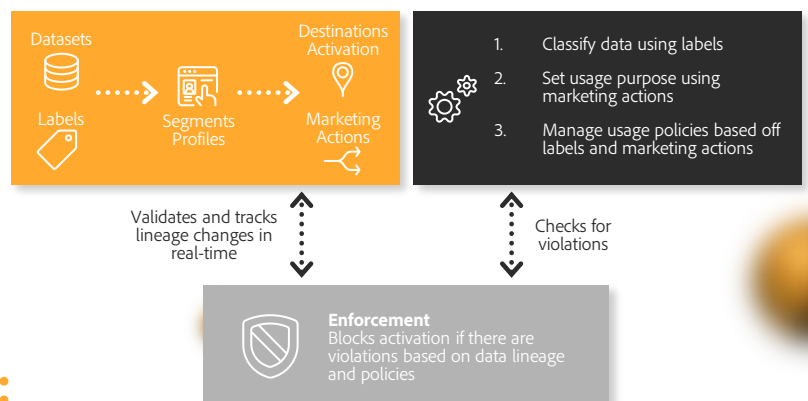 Datasets
Labels
Segments
Profiles
Destinations
Activation
Marketing
Actions
1. Classify data using labels
2. Set usage purpose using
marketing actions
3. Manage usage policies based off
labels and marketing actions
Validates and tracks
lineage changes in
real-time
Checks for
violations
Enforcement
Blocks activation if there are
violations based on data lineage
and policies